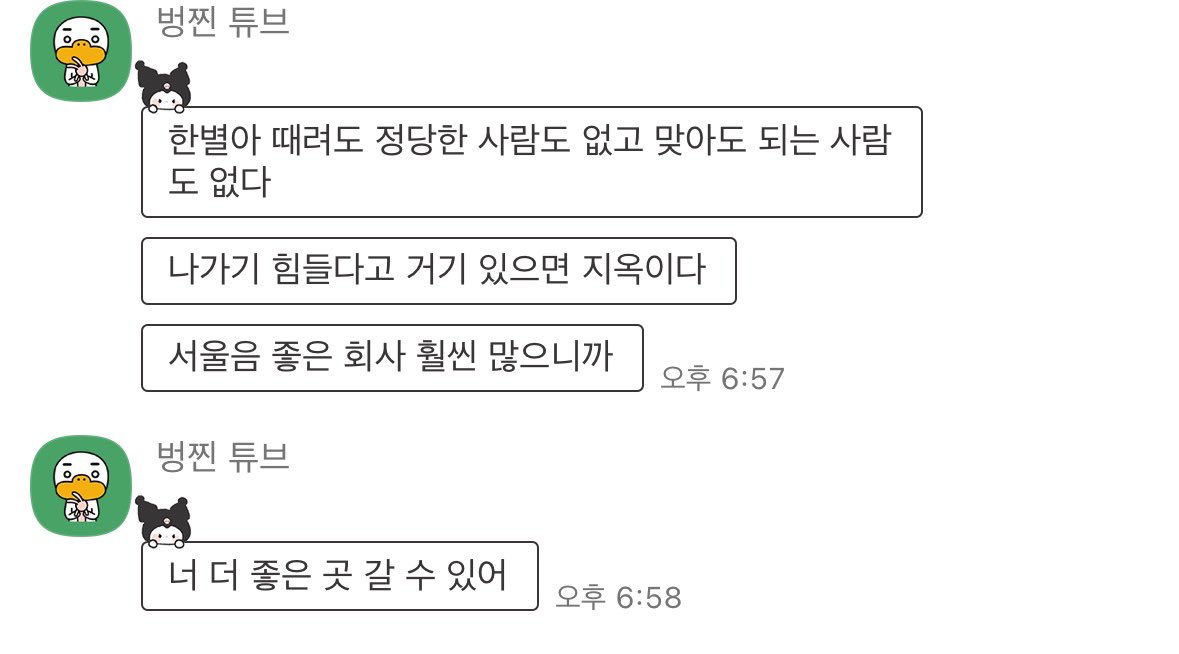 벙찐 튜브
한별아 때려도 정당한 사람도 없고 맞아도 되는 사람
도 없다
나가기 힘들다고 거기 있으면 지옥이다
서울음 좋은 회사 훨씬 많으니까
오후 6:57
벙찐 튜브
너 더 좋은 곳 갈 수 있어
오후 6:58